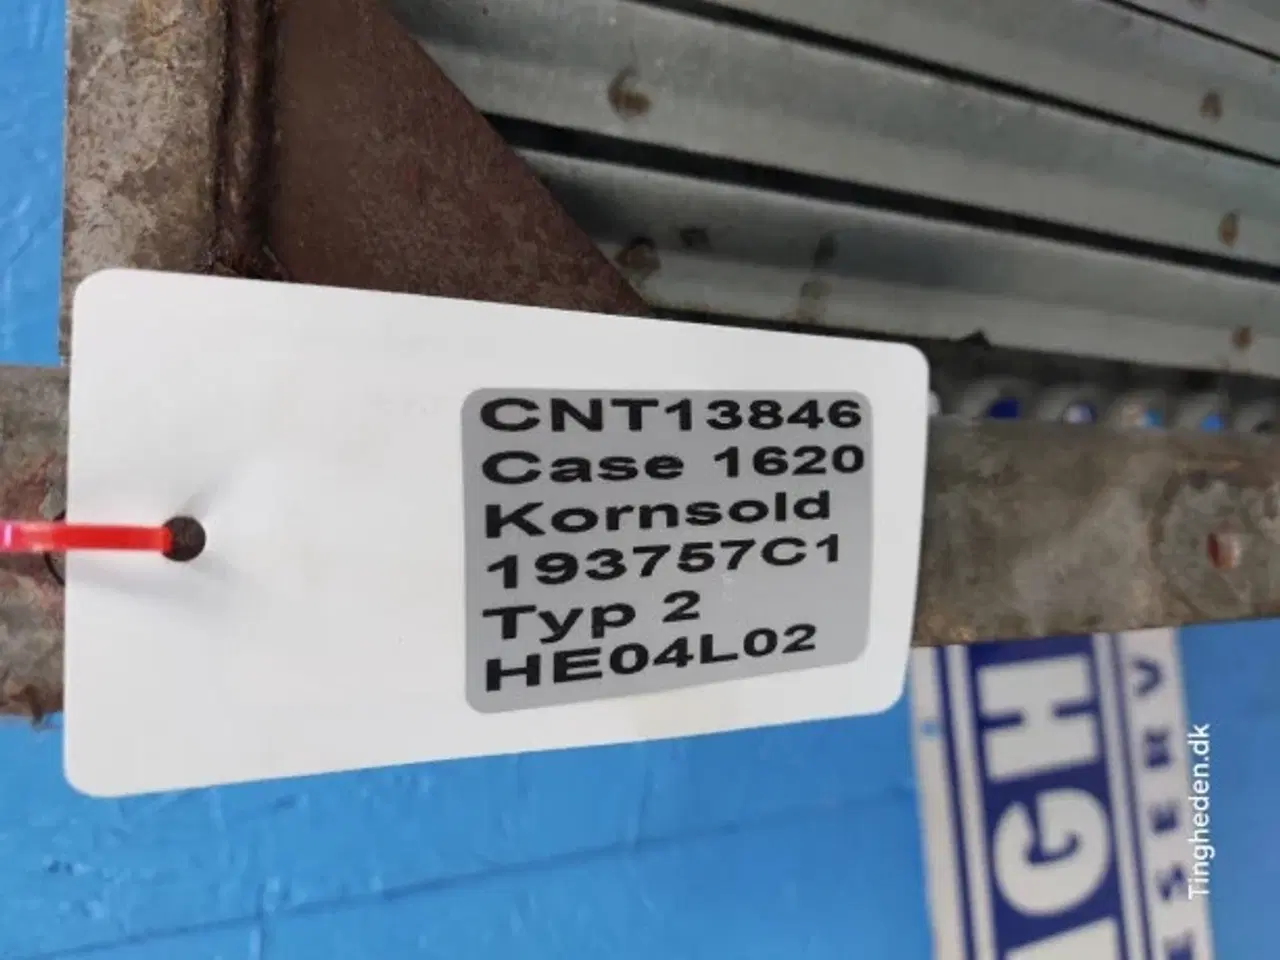 CNT13846
Case 1620
Kornsold
193757C1
Typ 2
HE04L02
Tingheden.dk